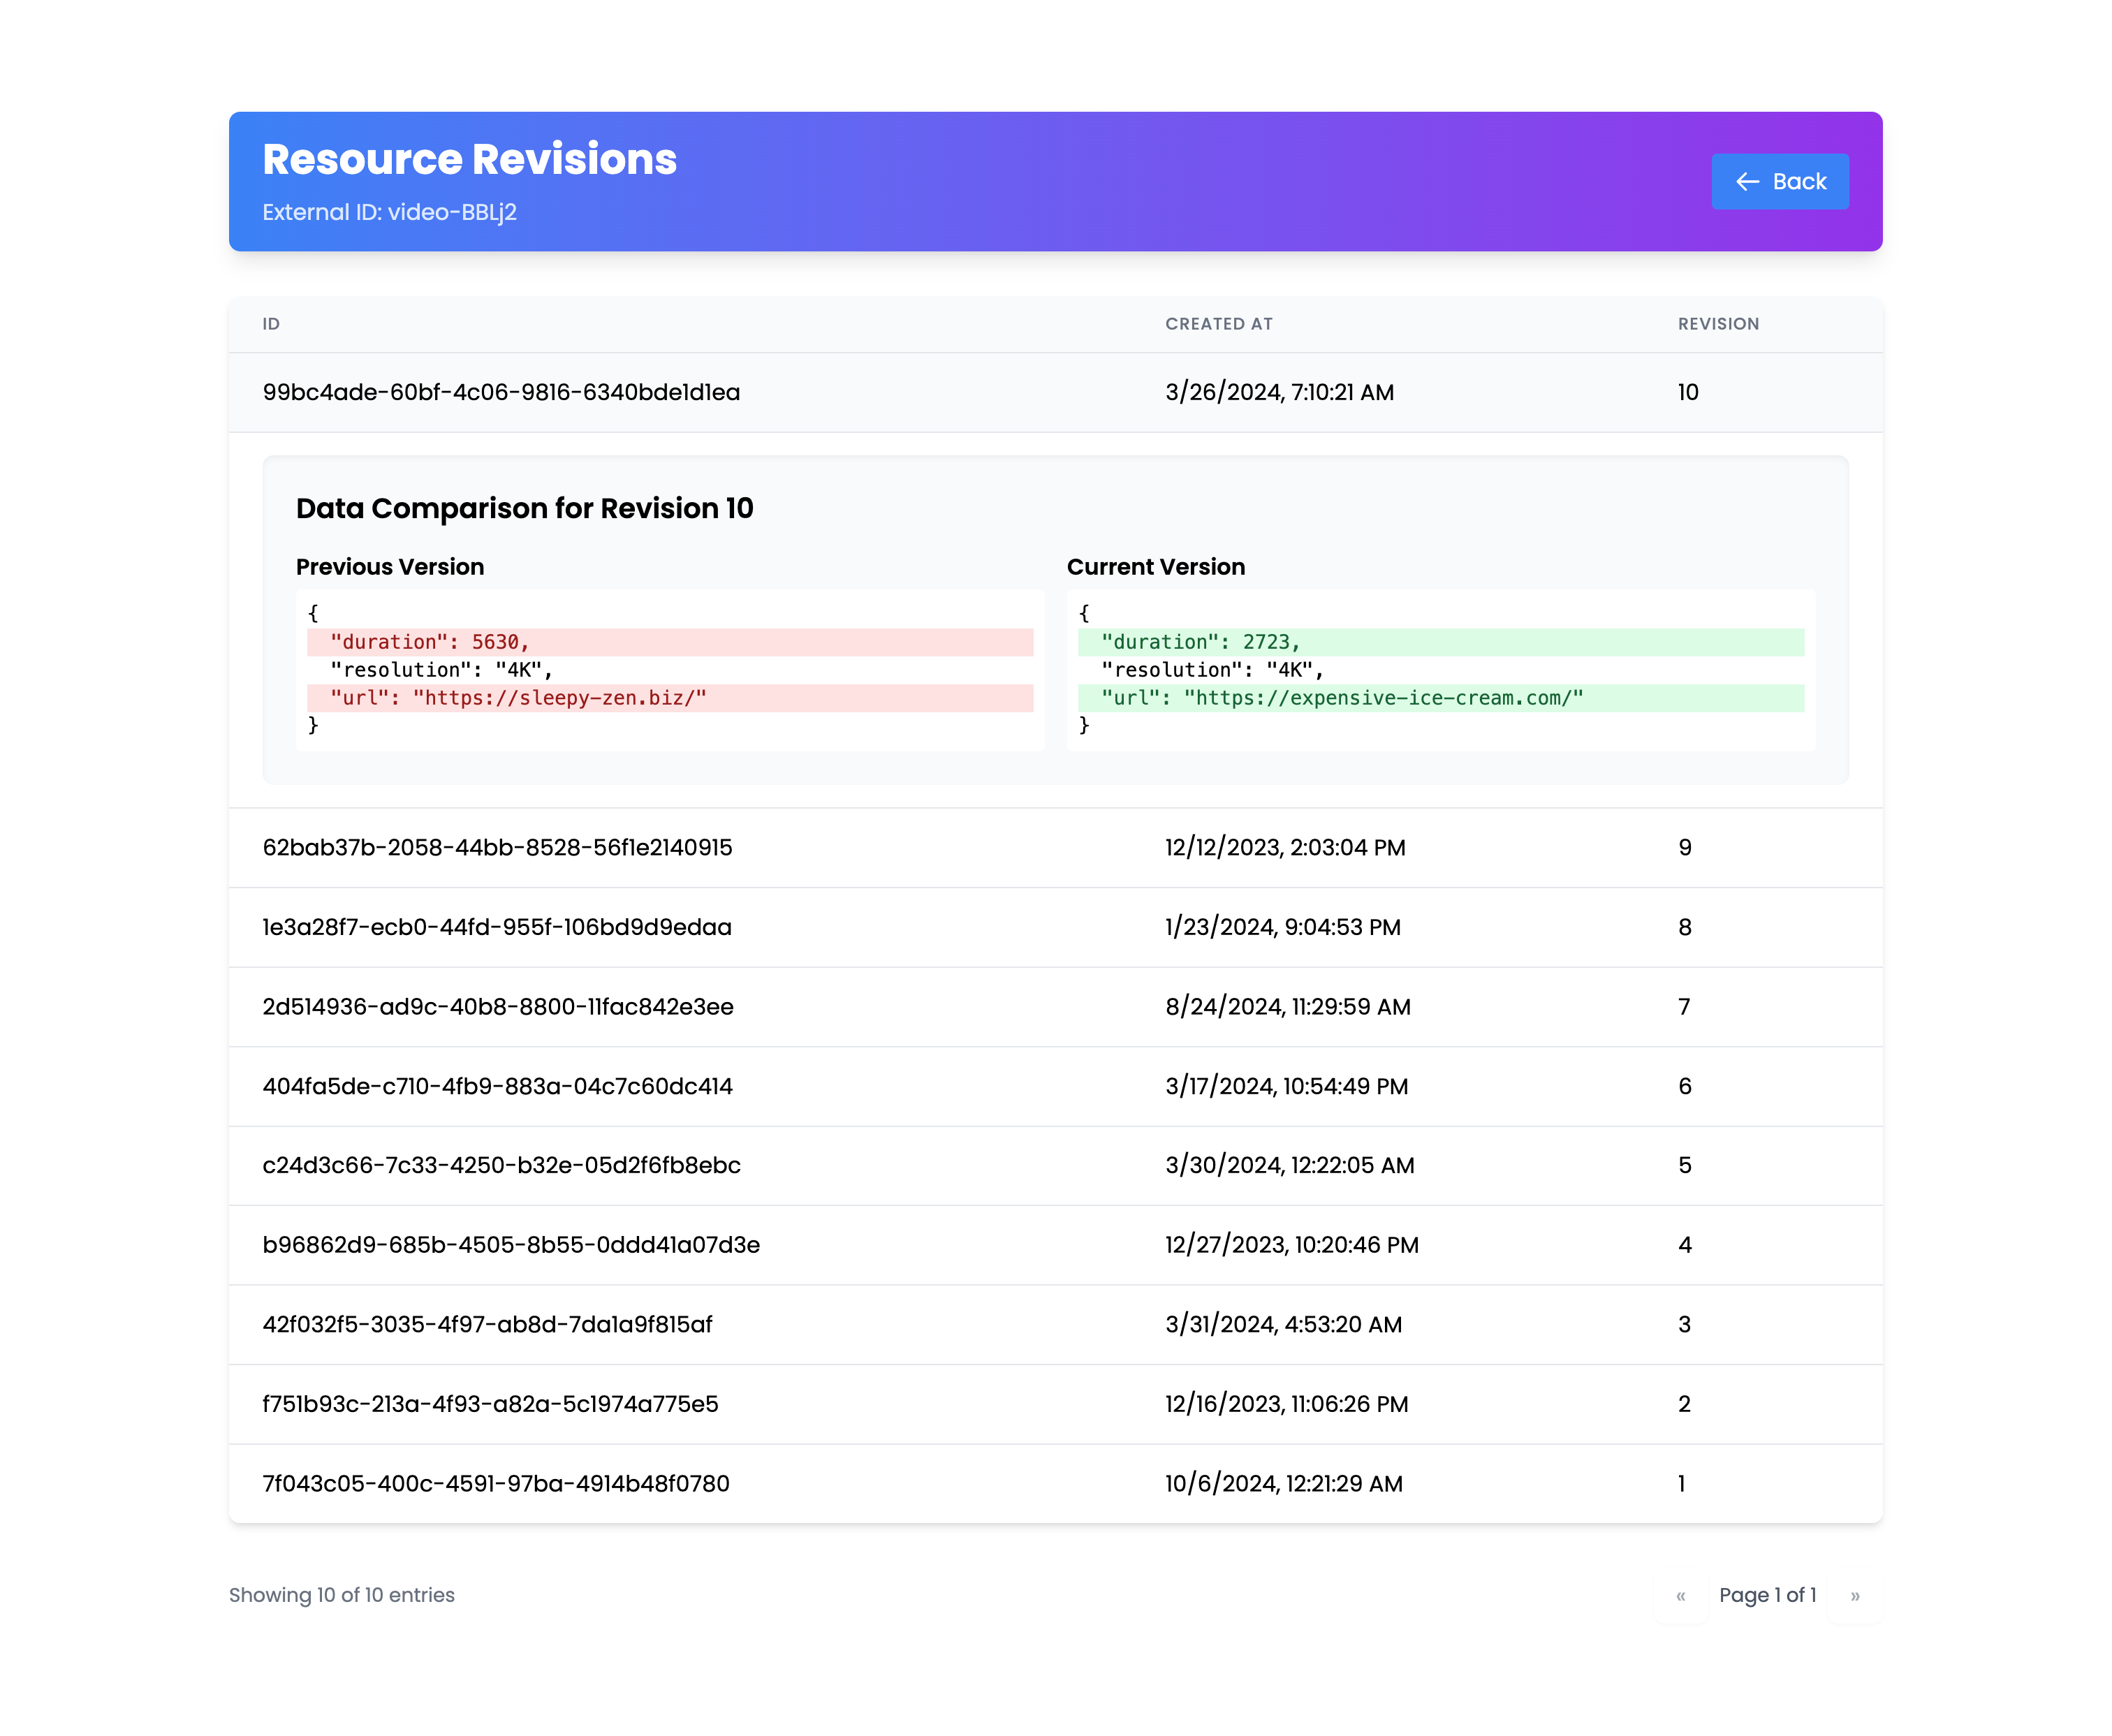 Resource Revisions
External ID: video-BBLj2
← Back
ID CREATED AT REVISION
99bc4ade-60bf-4c06-9816-6340bde1d1ea 3/26/2024, 7:10:21 AM 10
Data Comparison for Revision 10
Previous Version
{
"duration": 5630,
"resolution": "4K",
"url": "https://sleepy-zen.biz/"
}
Current Version
{
"duration": 2723,
"resolution": "4K",
"url": "https://expensive-ice-cream.com/"
}
62bab37b-2058-44bb-8528-56f1e2140915 12/12/2023, 2:03:04 PM 9
1e3a28f7-ecb0-44fd-955f-106bd9d9edaa 1/23/2024, 9:04:53 PM 8
2d514936-ad9c-40b8-8800-11fac842e3ee 8/24/2024, 11:29:59 AM 7
404fa5de-c710-4fb9-883a-04c7c60dc414 3/17/2024, 10:54:49 PM 6
c24d3c66-7c33-4250-b32e-05d2f6fb8ebc 3/30/2024, 12:22:05 AM 5
b96862d9-685b-4505-8b55-0ddd41a07d3e 12/27/2023, 10:20:46 PM 4
42f032f5-3035-4f97-ab8d-7da1a9f815af 3/31/2024, 4:53:20 AM 3
f751b93c-213a-4f93-a82a-5c1974a775e5 12/16/2023, 11:06:26 PM 2
7f043c05-400c-4591-97ba-4914b48f0780 10/6/2024, 12:21:29 AM 1
Showing 10 of 10 entries « Page 1 of 1 »